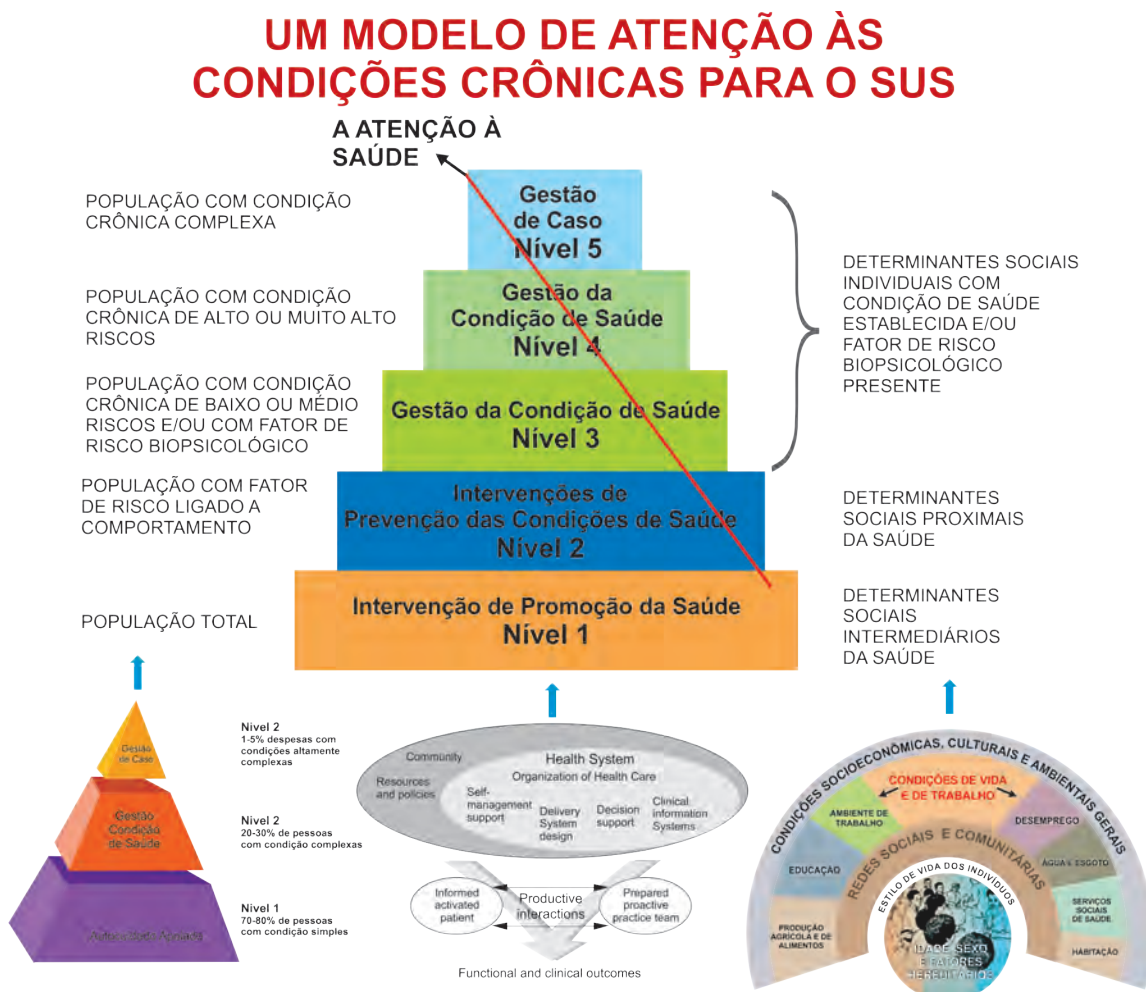 UM MODELO DE ATENÇÃO ÀS
CONDIÇÕES CRÔNICAS PARA O SUS
A ATENÇÃO À
SAÚDE
POPULAÇÃO COM CONDIÇÃO
CRÔNICA COMPLEXA
POPULAÇÃO COM CONDIÇÃO
CRÔNICA DE ALTO OU MUITO ALTO
RISCOS
POPULAÇÃO COM CONDIÇÃO
CRÔNICA DE BAIXO OU MÉDIO
RISCOS E/OU COM FATOR DE
RISCO BIOPSICOLÓGICO
POPULAÇÃO COM FATOR
DE RISCO LIGADO A
COMPORTAMENTO
POPULAÇÃO TOTAL
Gestão
de Caso
Nível 5
Gestão da
Condição de Saúde
Nível 4
Gestão da Condição de Saúde
Nível 3
Intervenções de
Prevenção das Condições de Saúde
Nível 2
Intervenção de Promoção da Saúde
Nível 1
DETERMINANTES SOCIAIS
INDIVIDUAIS COM
CONDIÇÃO DE SAÚDE
ESTABLECIDA E/OU
FATOR DE RISCO
BIOPSICOLÓGICO
PRESENTE
DETERMINANTES
SOCIAIS PROXIMAIS
DA SAÚDE
DETERMINANTES
SOCIAIS
INTERMEDIÁRIOS
DA SAÚDE
Gestão
de Caso
Gestão
Condição
de Saúde
Autocuidado Apoiado
Nível 2
1-5% despesas com
condições altamente
complexas
Nível 2
20-30% de pessoas
com condição complexas
Nível 1
70-80% de pessoas
com condição simples
Community
Resources
and policies
Health System
Organization of Health Care
Self-
management
support
Delivery
System
design
Decision
support
Clinical
information
Systems
Informed
activated
patient
Productive
interactions
Prepared
proactive
practice team
Functional and clinical outcomes
CONDIÇÕES SOCIOECONÔMICAS, CULTURAIS E AMBIENTAIS GERAIS
CONDIÇÕES DE VIDA
E DE TRABALHO
AMBIENTE DE
TRABALHO
DESEMPREGO
EDUCAÇÃO
ÁGUA E ESGOTO
REDES SOCIAIS E COMUNITÁRIAS
ESTILO DE VIDA DOS INDIVÍDUOS
PRODUÇÃO
AGRÍCOLA E DE
ALIMENTOS
SERVIÇOS
SOCIAIS
DE SAÚDE
HABITAÇÃO
IDADE, SEXO
E FATORES
HEREDITÁRIOS